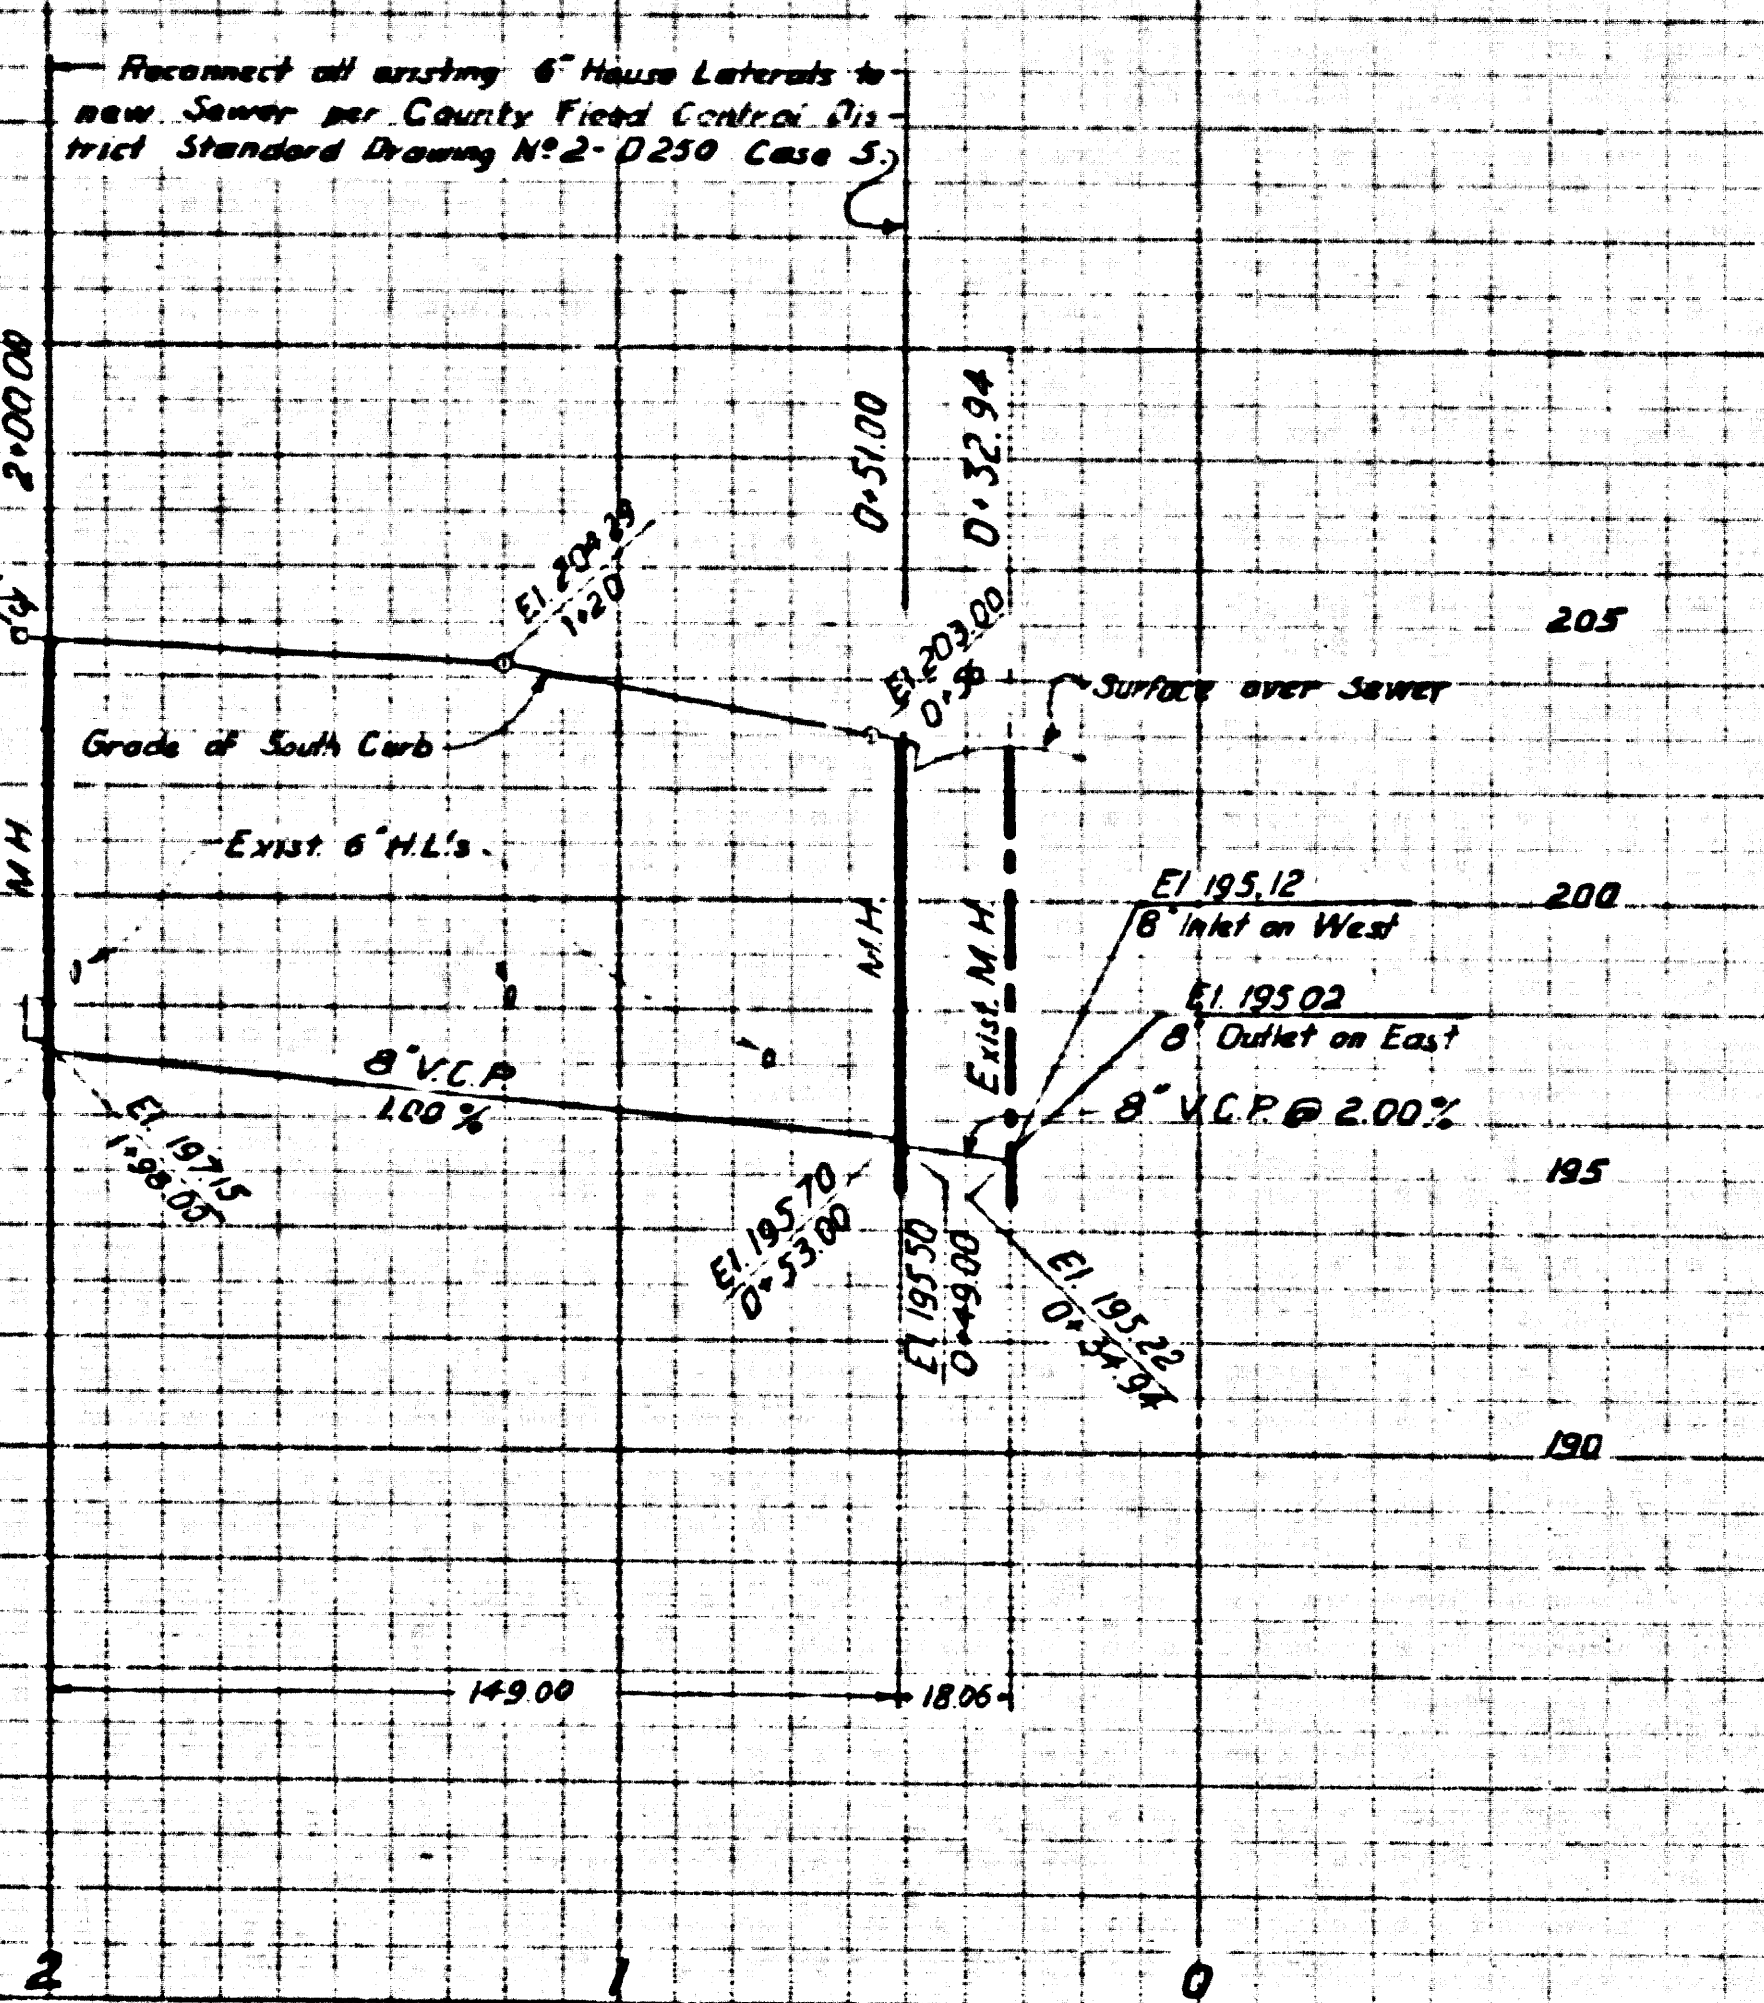 Reconnect all existing 6" House Laterals to
new Sewer per County Flood Control Dis-
trict Standard Drawing Nº 2-D250 Case 5.
2+00.00
0+51.00
0+32.94
El. 204.29
1+20
El. 203.00
0+56
205
Surface over Sewer
Grade of South Curb
M H
Exist. 6" H.L.'s.
M.H.
Exist. M.H.
El 195.12
8" Inlet on West
200
El. 195.02
8" Outlet on East
8" V.C.P.
1.00 %
8" V.C.P. @ 2.00 %
195
El. 197.15
1+98.00
El. 195.70
0+53.00
El 195.50
0+49.00
El. 195.22
0+34.94
190
149.00
18.06
2
1
0